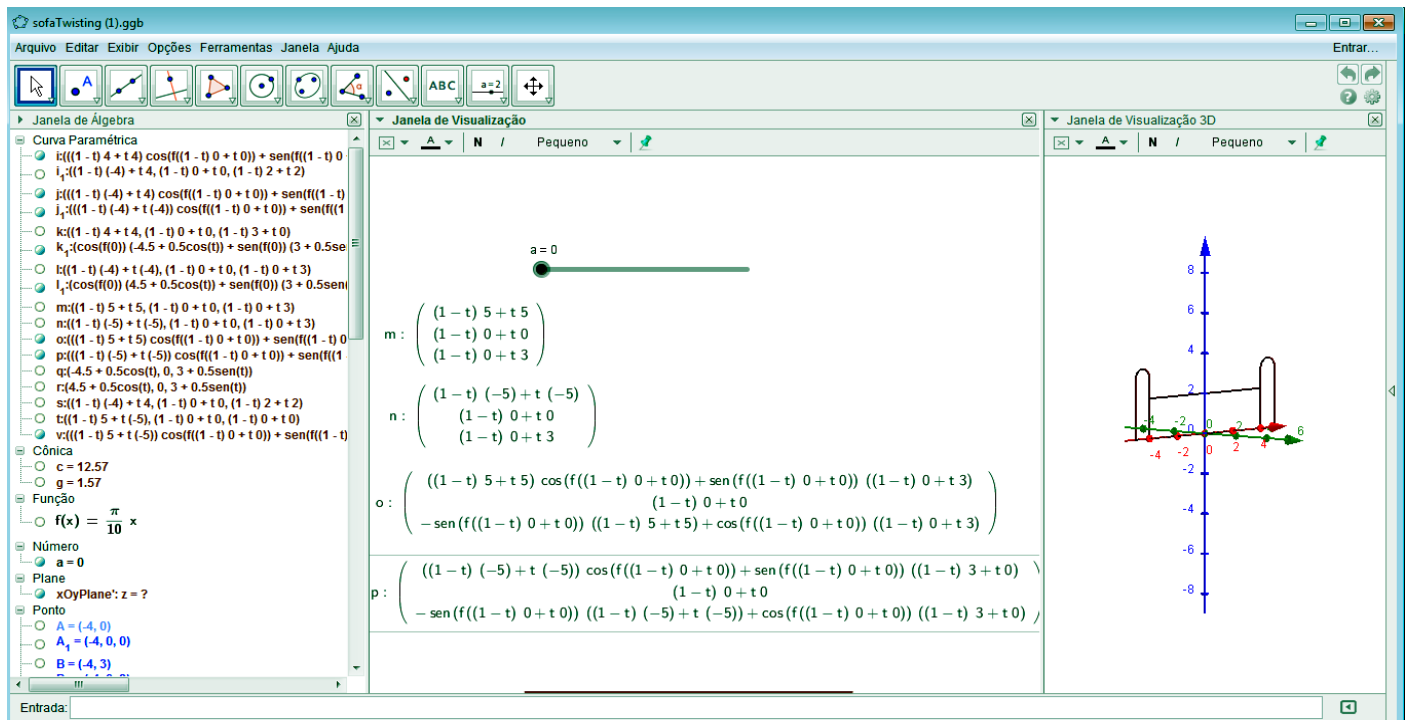 sofaTwisting (1).ggb
Arquivo Editar Exibir Opções Ferramentas Janela Ajuda
Entrar...
A
α
ABC
a=2
Janela de Álgebra
Curva Paramétrica
i:(((1 - t) 4 + t 4) cos(f((1 - t) 0 + t 0)) + sen(f((1 - t) 0
i₁:((1 - t) (-4) + t 4, (1 - t) 0 + t 0, (1 - t) 2 + t 2)
j:(((1 - t) (-4) + t 4) cos(f((1 - t) 0 + t 0)) + sen(f((1 - t)
j₁:(((1 - t) (-4) + t (-4)) cos(f((1 - t) 0 + t 0)) + sen(f((1
k:((1 - t) 4 + t 4, (1 - t) 0 + t 0, (1 - t) 3 + t 0)
k₁:(cos(f(0)) (-4.5 + 0.5cos(t)) + sen(f(0)) (3 + 0.5se
l:((1 - t) (-4) + t (-4), (1 - t) 0 + t 0, (1 - t) 0 + t 3)
l₁:(cos(f(0)) (4.5 + 0.5cos(t)) + sen(f(0)) (3 + 0.5sen(
m:((1 - t) 5 + t 5, (1 - t) 0 + t 0, (1 - t) 0 + t 3)
n:((1 - t) (-5) + t (-5), (1 - t) 0 + t 0, (1 - t) 0 + t 3)
o:(((1 - t) 5 + t 5) cos(f((1 - t) 0 + t 0)) + sen(f((1 - t) 0
p:(((1 - t) (-5) + t (-5)) cos(f((1 - t) 0 + t 0)) + sen(f((1 -
q:(-4.5 + 0.5cos(t), 0, 3 + 0.5sen(t))
r:(4.5 + 0.5cos(t), 0, 3 + 0.5sen(t))
s:((1 - t) (-4) + t 4, (1 - t) 0 + t 0, (1 - t) 2 + t 2)
t:((1 - t) 5 + t (-5), (1 - t) 0 + t 0, (1 - t) 0 + t 0)
v:(((1 - t) 5 + t (-5)) cos(f((1 - t) 0 + t 0)) + sen(f((1 - t)
Cônica
c = 12.57
g = 1.57
Função
f(x) = π/10 x
Número
a = 0
Plane
xOyPlane': z = ?
Ponto
A = (-4, 0)
A₁ = (-4, 0, 0)
B = (-4, 3)
Janela de Visualização
A N I Pequeno
a = 0
m : ( (1 − t) 5 + t 5
(1 − t) 0 + t 0
(1 − t) 0 + t 3 )
n : ( (1 − t) (−5) + t (−5)
(1 − t) 0 + t 0
(1 − t) 0 + t 3 )
o : ( ((1 − t) 5 + t 5) cos (f((1 − t) 0 + t 0)) + sen (f((1 − t) 0 + t 0)) ((1 − t) 0 + t 3)
(1 − t) 0 + t 0
− sen (f((1 − t) 0 + t 0)) ((1 − t) 5 + t 5) + cos (f((1 − t) 0 + t 0)) ((1 − t) 0 + t 3) )
p : ( ((1 − t) (−5) + t (−5)) cos (f((1 − t) 0 + t 0)) + sen (f((1 − t) 0 + t 0)) ((1 − t) 3 + t 0)
(1 − t) 0 + t 0
− sen (f((1 − t) 0 + t 0)) ((1 − t) (−5) + t (−5)) + cos (f((1 − t) 0 + t 0)) ((1 − t) 3 + t 0) )
Janela de Visualização 3D
A N I Pequeno
8
6
4
2
-4 -2 0 2 6
0
-4 -2 0 2 4
-2
-4
-6
-8
Entrada: